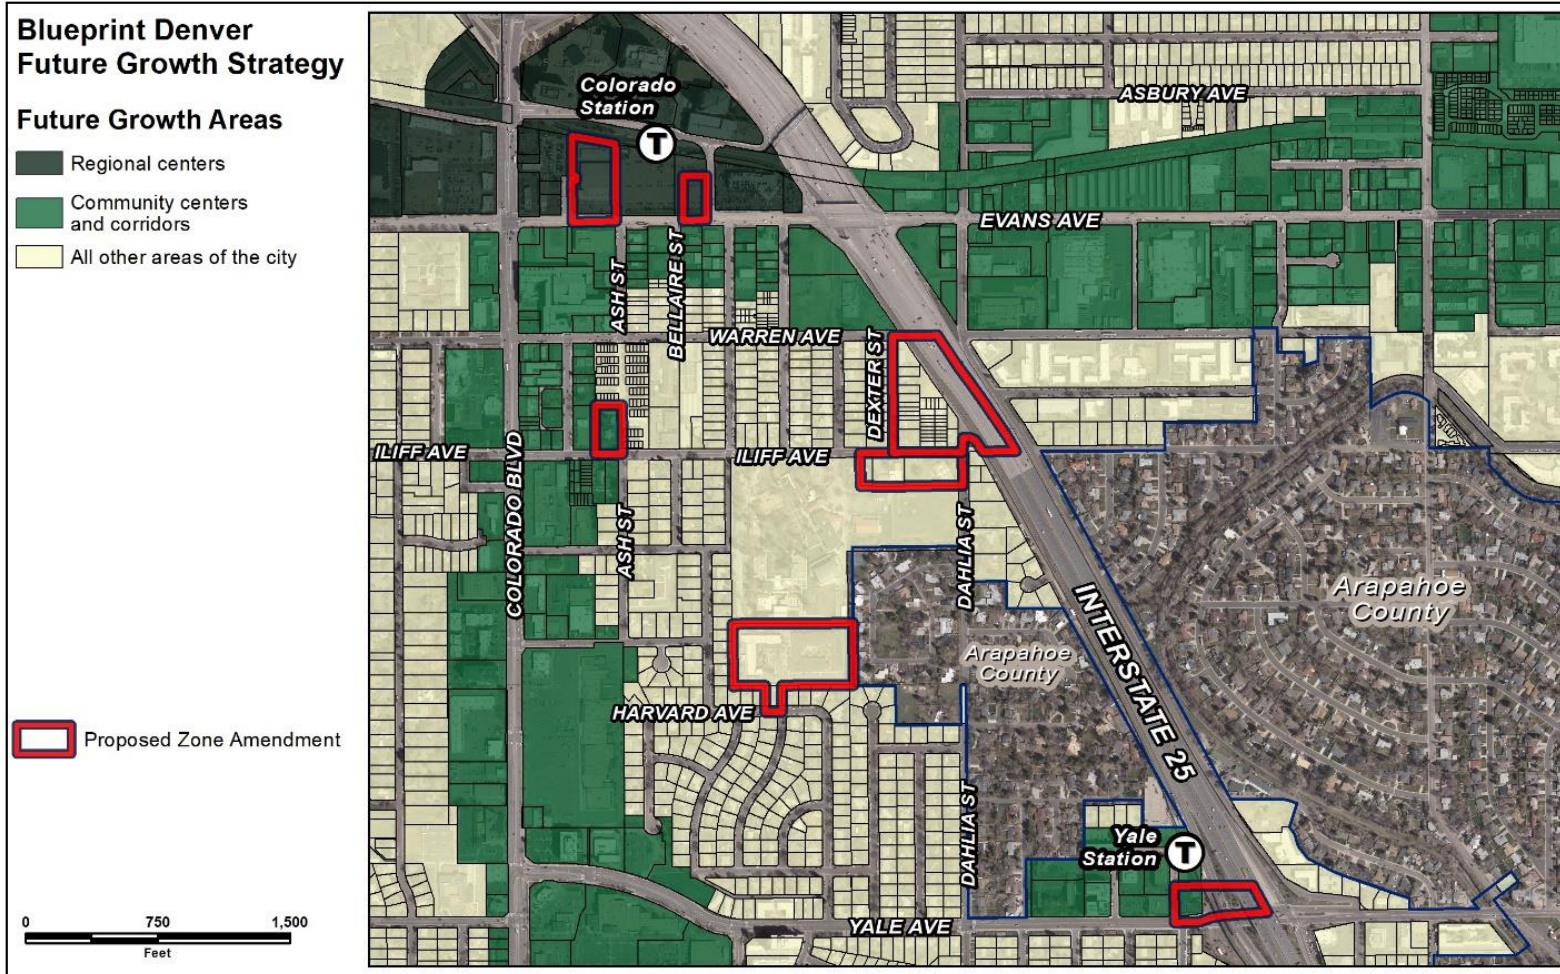 Blueprint Denver
Future Growth Strategy
Future Growth Areas
Regional centers
Community centers
and corridors
All other areas of the city
Proposed Zone Amendment
0 750 1,500
Feet
Colorado
Station
T
ASBURY AVE
EVANS AVE
ASH ST
BELLAIRE ST
WARREN AVE
DEXTER ST
ILIFF AVE
ILIFF AVE
COLORADO BLVD
ASH ST
DAHLIA ST
INTERSTATE 25
Arapahoe
County
Arapahoe
County
HARVARD AVE
DAHLIA ST
Yale
Station
T
YALE AVE